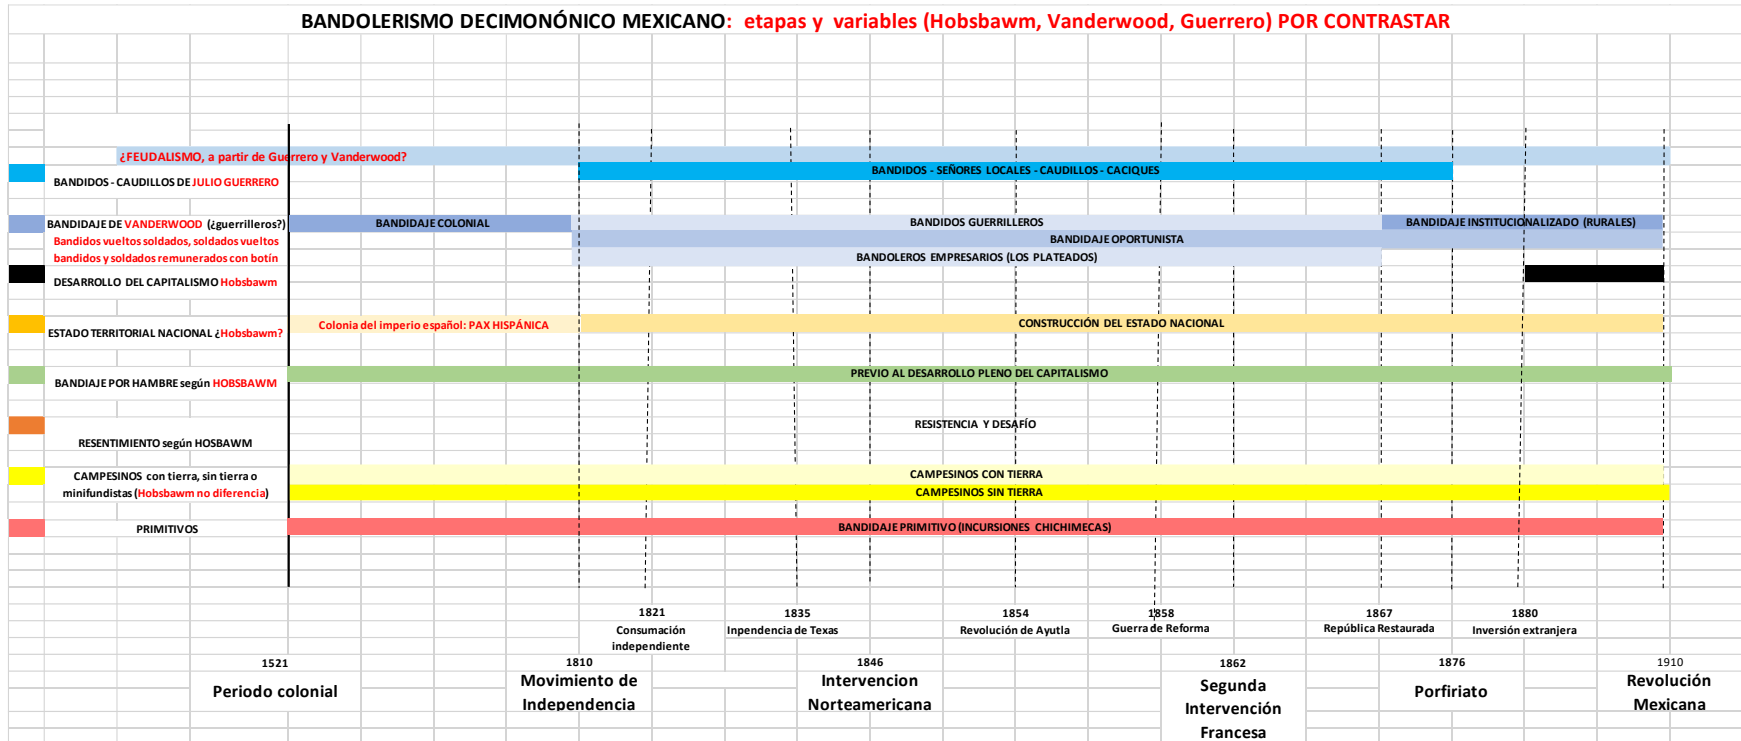 BANDOLERISMO DECIMONÓNICO MEXICANO: etapas y variables (Hobsbawm, Vanderwood, Guerrero) POR CONTRASTAR
¿FEUDALISMO, a partir de Guerrero y Vanderwood?
BANDIDOS - SEÑORES LOCALES - CAUDILLOS - CACIQUES
BANDIDOS - CAUDILLOS DE JULIO GUERRERO
BANDIDAJE DE VANDERWOOD (¿guerrilleros?)
Bandidos vueltos soldados, soldados vueltos
bandidos y soldados remunerados con botín
BANDIDAJE COLONIAL
BANDIDOS GUERRILLEROS
BANDIDAJE INSTITUCIONALIZADO (RURALES)
BANDIDAJE OPORTUNISTA
BANDOLEROS EMPRESARIOS (LOS PLATEADOS)
DESARROLLO DEL CAPITALISMO Hobsbawm
ESTADO TERRITORIAL NACIONAL ¿Hobsbawm?
Colonia del imperio español: PAX HISPÁNICA
CONSTRUCCIÓN DEL ESTADO NACIONAL
BANDIAJE POR HAMBRE según HOBSBAWM
PREVIO AL DESARROLLO PLENO DEL CAPITALISMO
RESENTIMIENTO según HOSBAWM
RESISTENCIA Y DESAFÍO
CAMPESINOS con tierra, sin tierra o
minifundistas (Hobsbawm no diferencia)
CAMPESINOS CON TIERRA
CAMPESINOS SIN TIERRA
PRIMITIVOS
BANDIDAJE PRIMITIVO (INCURSIONES CHICHIMECAS)
1821
Consumación
independiente
1835
Inpendencia de Texas
1854
Revolución de Ayutla
1858
Guerra de Reforma
1867
República Restaurada
1880
Inversión extranjera
1521
Periodo colonial
1810
Movimiento de
Independencia
1846
Intervencion
Norteamericana
1862
Segunda
Intervención
Francesa
1876
Porfiriato
1910
Revolución
Mexicana